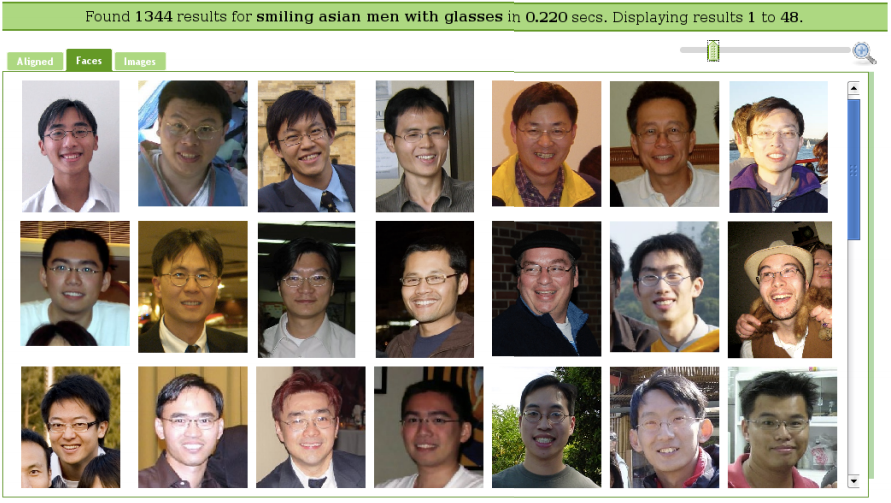 Found 1344 results for smiling asian men with glasses in 0.220 secs. Displaying results 1 to 48.
Aligned Faces Images